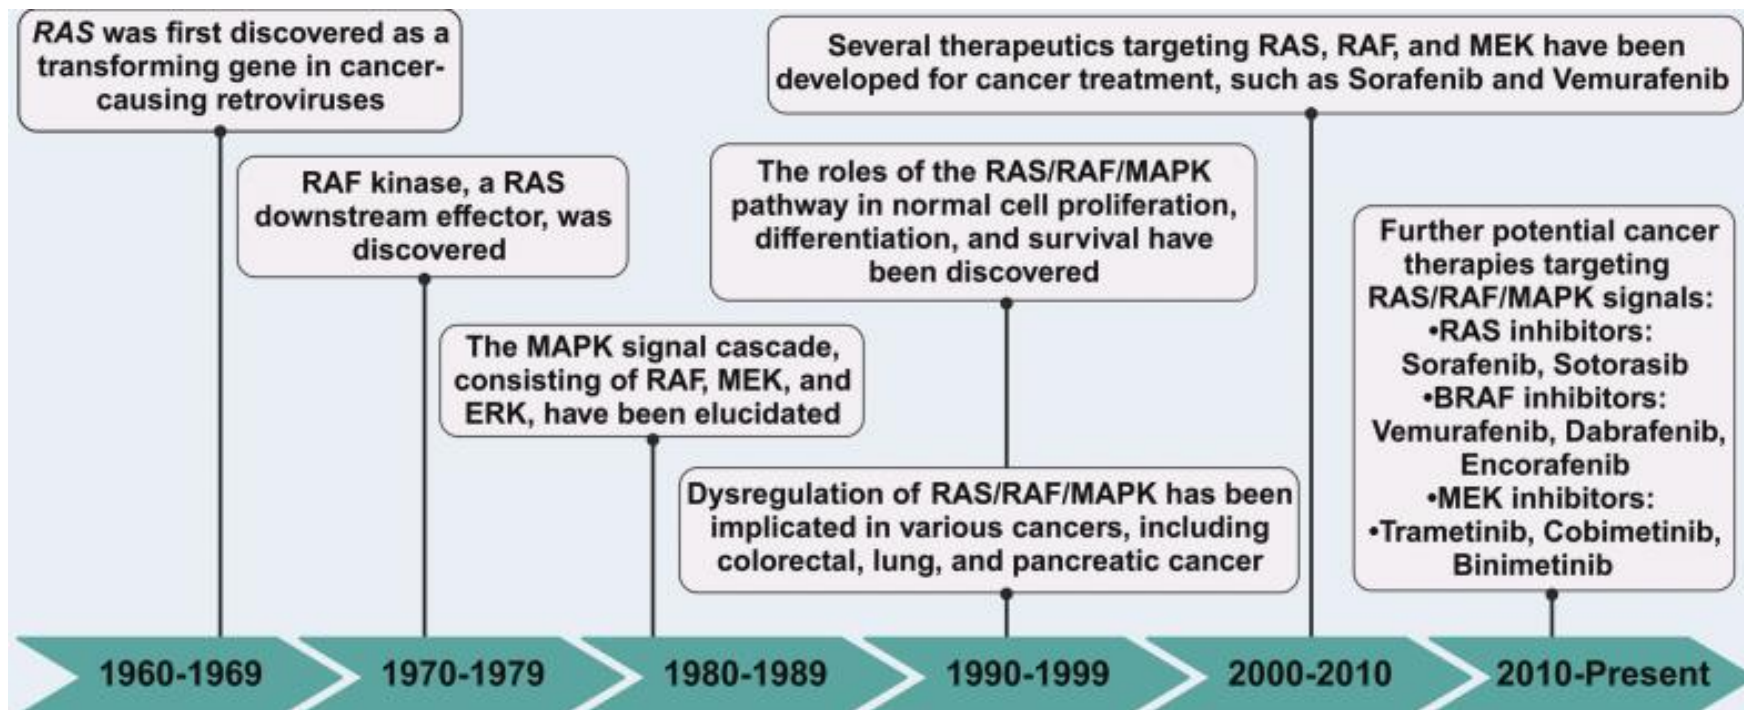 RAS was first discovered as a
transforming gene in cancer-
causing retroviruses
RAF kinase, a RAS
downstream effector, was
discovered
The MAPK signal cascade,
consisting of RAF, MEK, and
ERK, have been elucidated
The roles of the RAS/RAF/MAPK
pathway in normal cell proliferation,
differentiation, and survival have
been discovered
Dysregulation of RAS/RAF/MAPK has been
implicated in various cancers, including
colorectal, lung, and pancreatic cancer
Several therapeutics targeting RAS, RAF, and MEK have been
developed for cancer treatment, such as Sorafenib and Vemurafenib
Further potential cancer
therapies targeting
RAS/RAF/MAPK signals:
•RAS inhibitors:
Sorafenib, Sotorasib
•BRAF inhibitors:
Vemurafenib, Dabrafenib,
Encorafenib
•MEK inhibitors:
•Trametinib, Cobimetinib,
Binimetinib
1960-1969
1970-1979
1980-1989
1990-1999
2000-2010
2010-Present